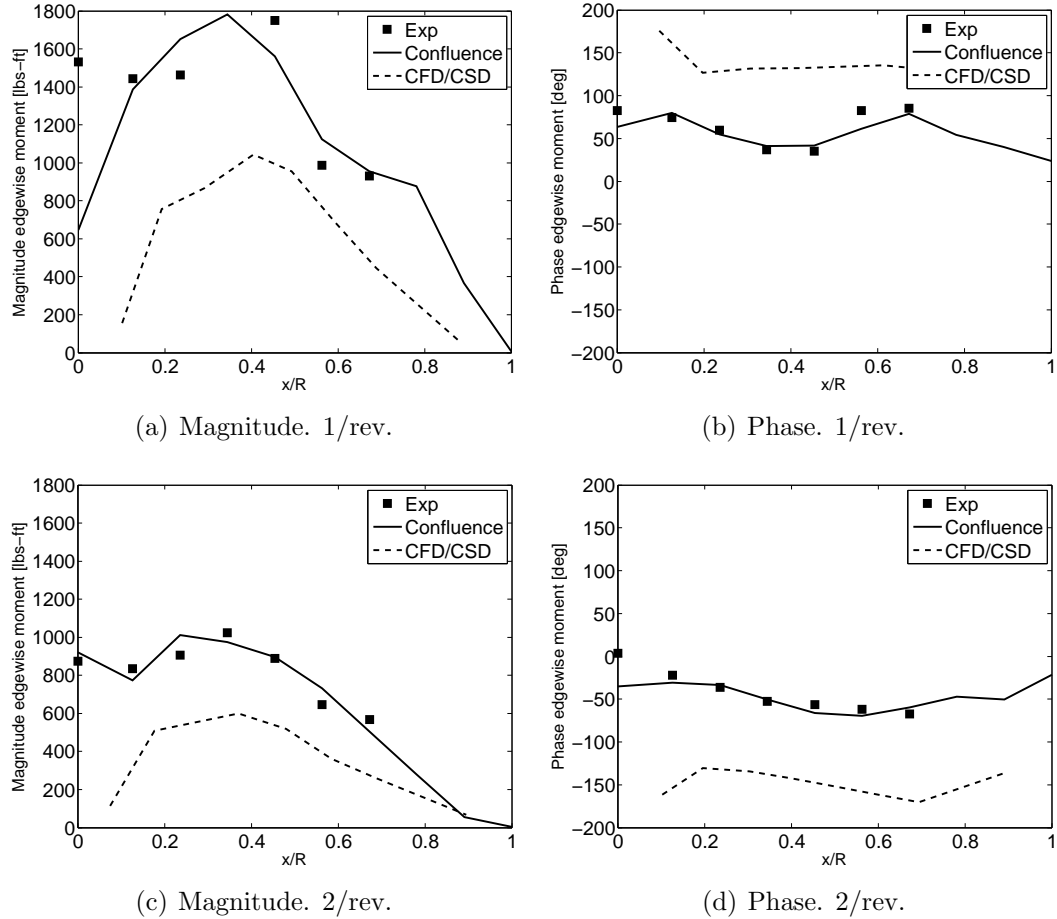 1800
1600
1400
1200
1000
800
600
400
200
0
Magnitude edgewise moment [lbs-ft]
0 0.2 0.4 0.6 0.8 1
x/R
Exp
Confluence
CFD/CSD
(a) Magnitude. 1/rev.
200
150
100
50
0
−50
−100
−150
−200
Phase edgewise moment [deg]
0 0.2 0.4 0.6 0.8 1
x/R
Exp
Confluence
CFD/CSD
(b) Phase. 1/rev.
1800
1600
1400
1200
1000
800
600
400
200
0
Magnitude edgewise moment [lbs-ft]
0 0.2 0.4 0.6 0.8 1
x/R
Exp
Confluence
CFD/CSD
(c) Magnitude. 2/rev.
200
150
100
50
0
−50
−100
−150
−200
Phase edgewise moment [deg]
0 0.2 0.4 0.6 0.8 1
x/R
Exp
Confluence
CFD/CSD
(d) Phase. 2/rev.